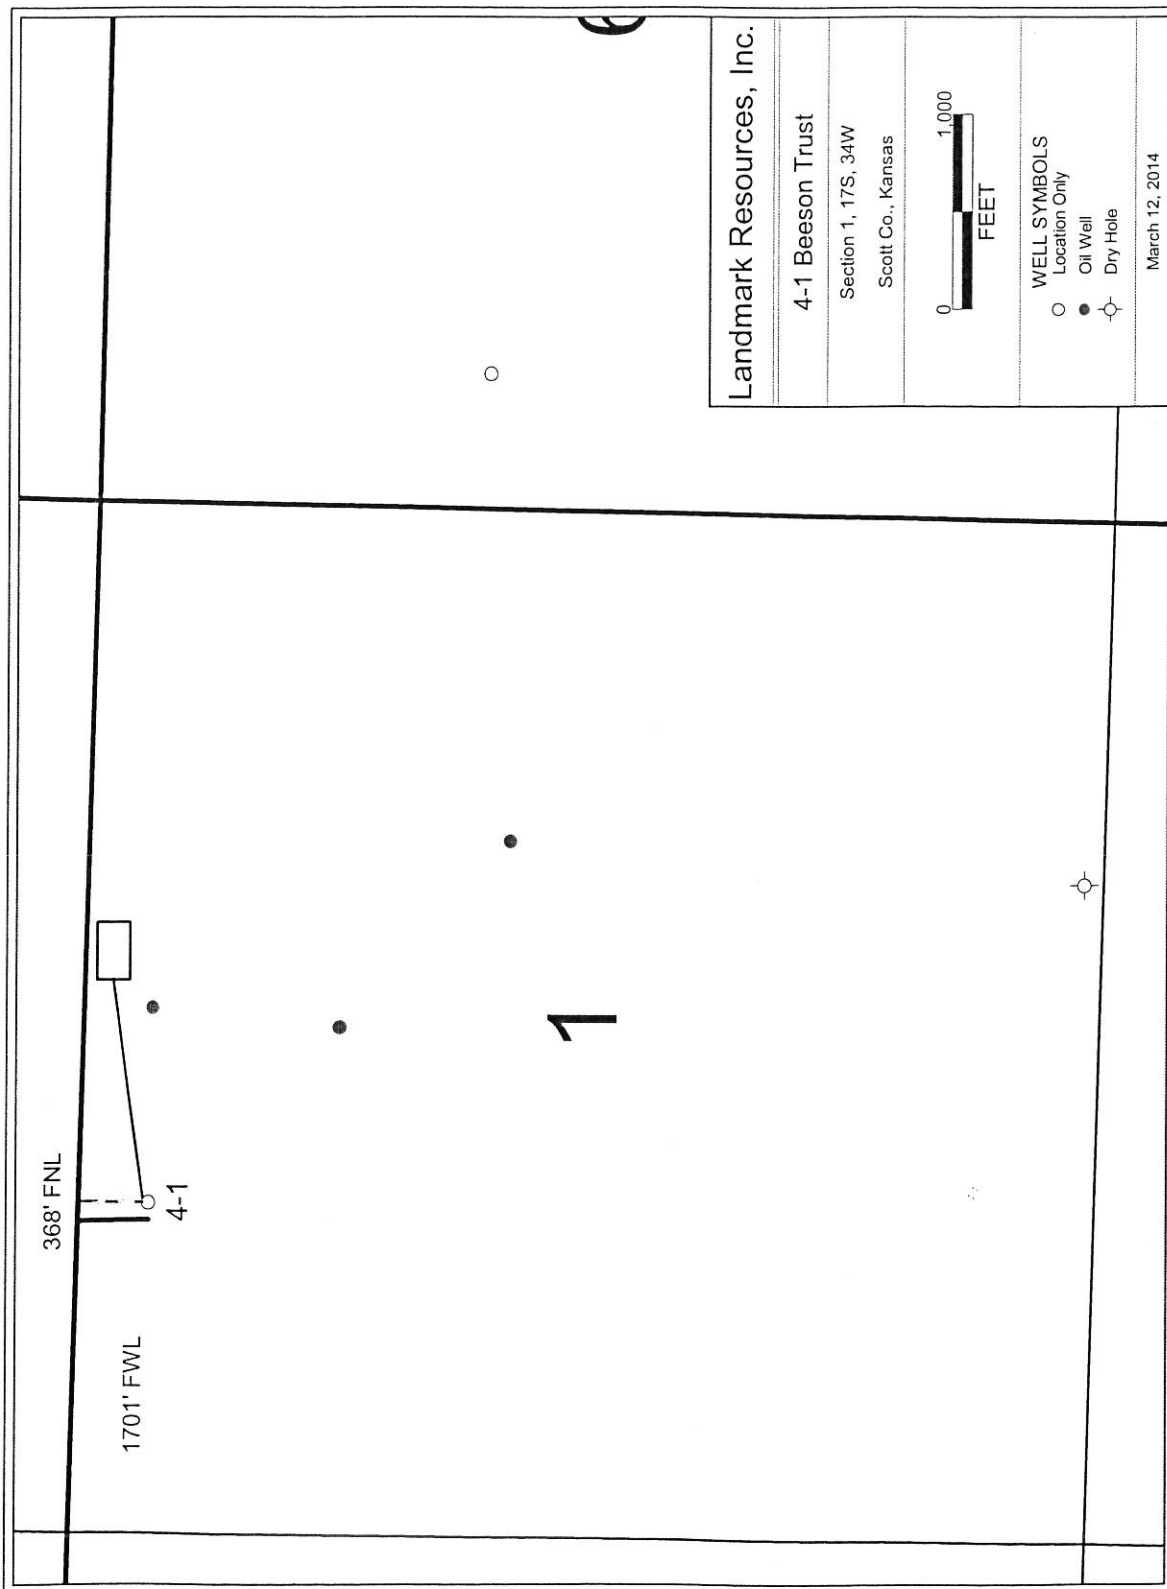 368' FNL
1701' FWL
4-1
1
6
Landmark Resources, Inc.
4-1 Beeson Trust
Section 1, 17S, 34W
Scott Co., Kansas
0 1,000
FEET
WELL SYMBOLS
Location Only
Oil Well
Dry Hole
March 12, 2014